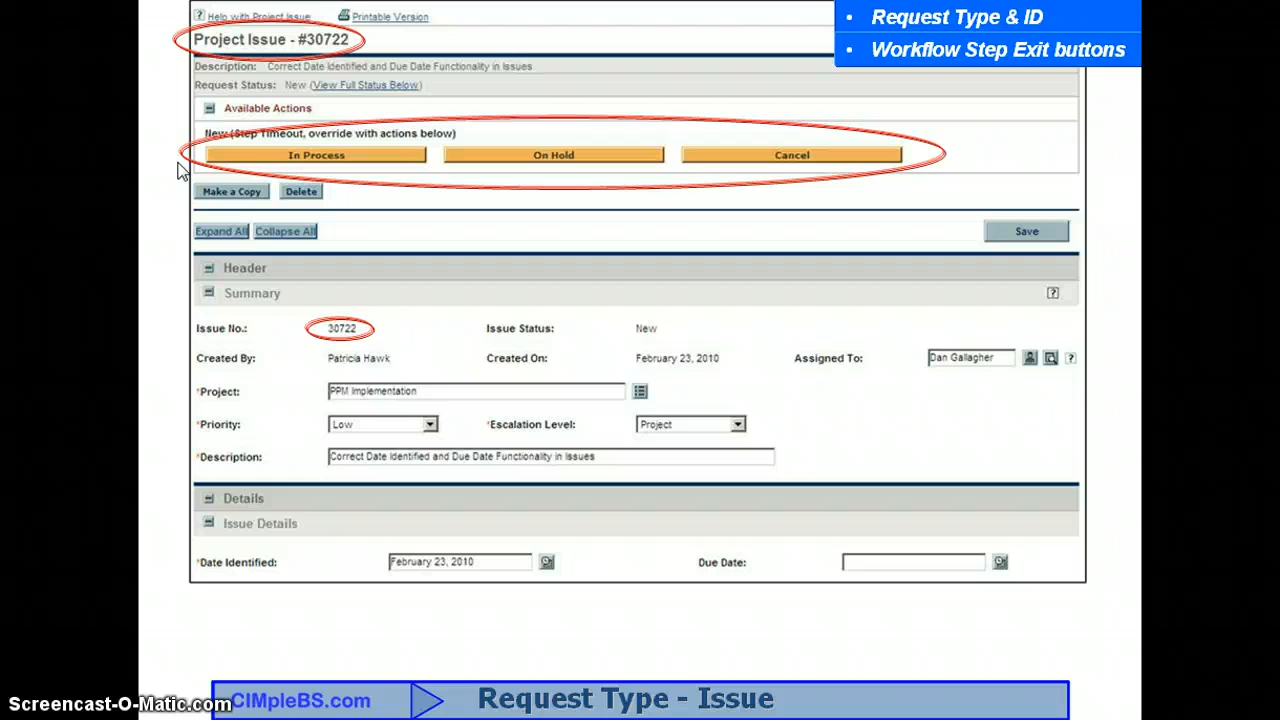 Help with Project Issue Printable Version
Project Issue - #30722
• Request Type & ID
• Workflow Step Exit buttons
Description: Correct Date Identified and Due Date Functionality in Issues
Request Status: New (View Full Status Below)
Available Actions
New (Step Timeout, override with actions below)
In Process On Hold Cancel
Make a Copy Delete
Expand All Collapse All Save
Header
Summary ?
Issue No.: 30722 Issue Status: New
Created By: Patricia Hawk Created On: February 23, 2010 Assigned To: Dan Gallagher ?
*Project: PPM Implementation
*Priority: Low *Escalation Level: Project
*Description: Correct Date Identified and Due Date Functionality in Issues
Details
Issue Details
*Date Identified: February 23, 2010 Due Date:
CIMpleBS.com Request Type - Issue
Screencast-O-Matic.com